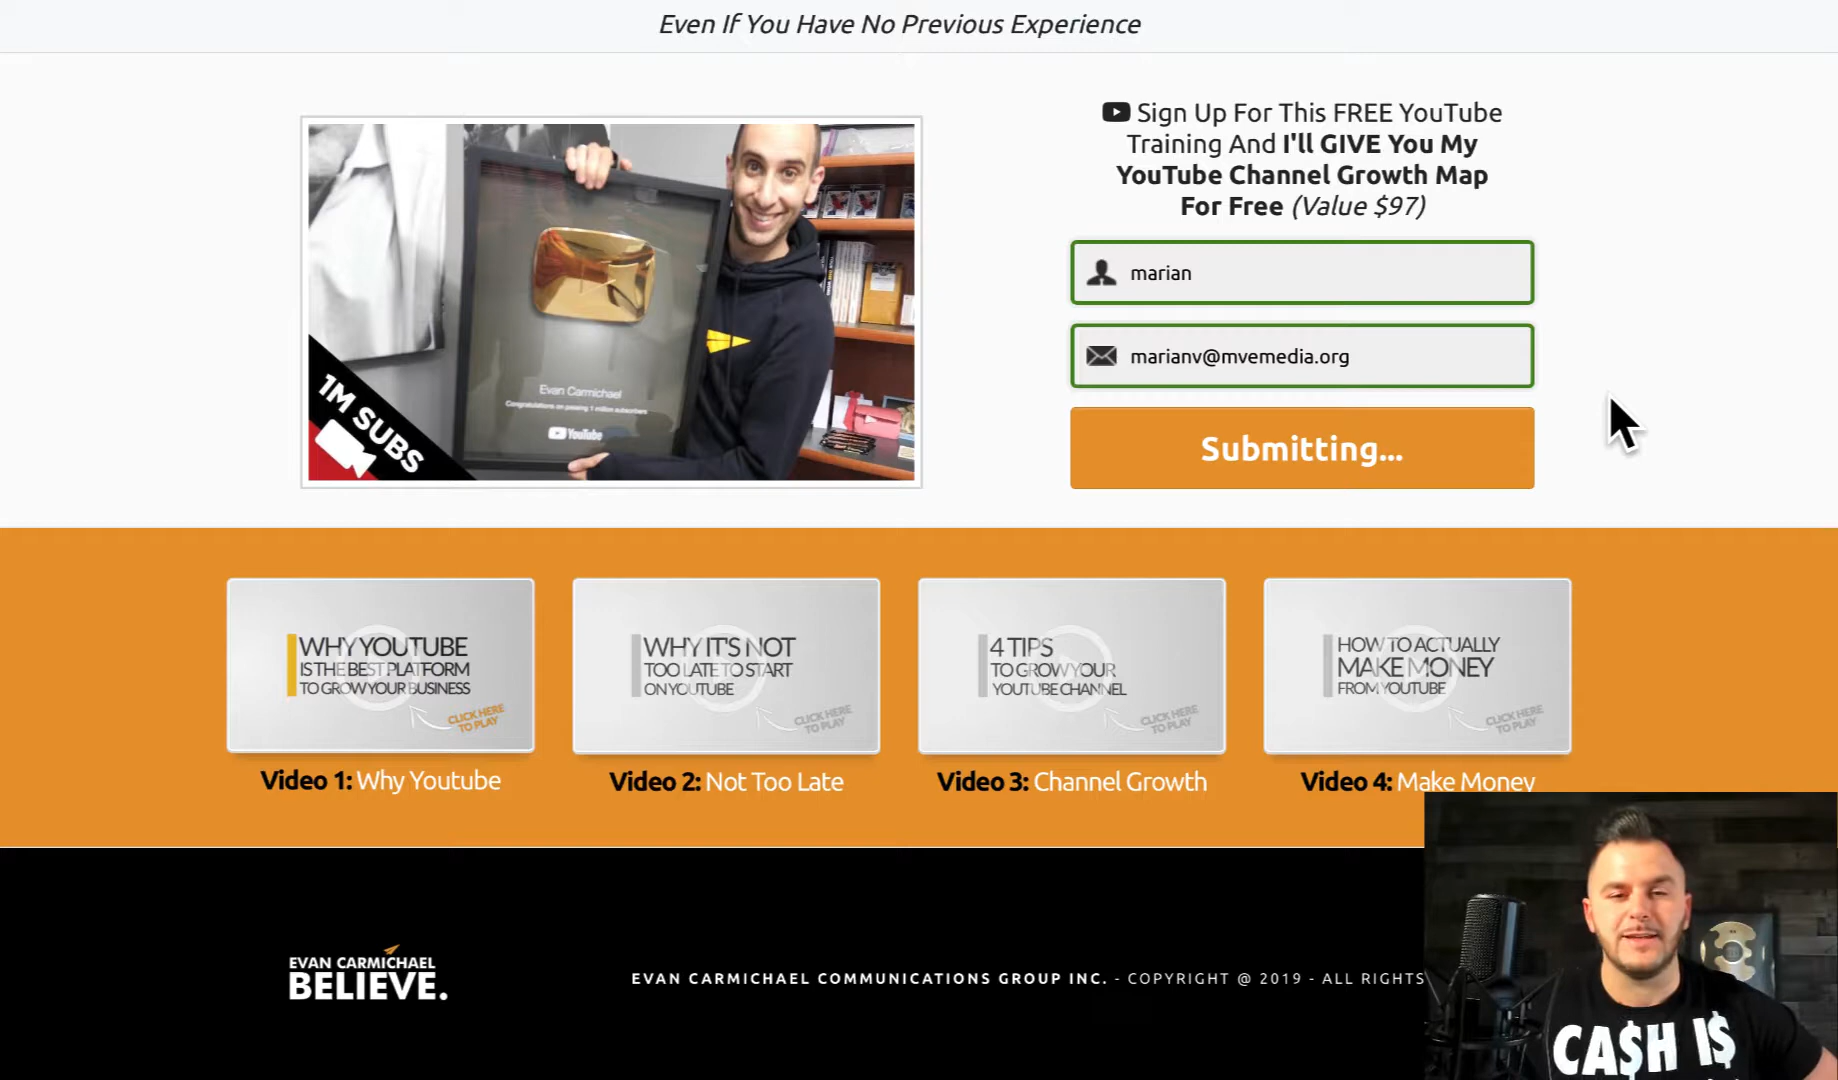 Even If You Have No Previous Experience
Sign Up For This FREE YouTube
Training And I'll GIVE You My
YouTube Channel Growth Map
For Free (Value $97)
marian
marianv@mvemedia.org
Submitting...
Evan Carmichael
Congratulations on passing 1 million subscribers
YouTube
1M SUBS
WHY YOUTUBE
IS THE BEST PLATFORM
TO GROW YOUR BUSINESS
CLICK HERE
TO PLAY
Video 1: Why Youtube
WHY IT'S NOT
TOO LATE TO START
ON YOUTUBE
CLICK HERE
TO PLAY
Video 2: Not Too Late
4 TIPS
TO GROW YOUR
YOUTUBE CHANNEL
CLICK HERE
TO PLAY
Video 3: Channel Growth
HOW TO ACTUALLY
MAKE MONEY
FROM YOUTUBE
CLICK HERE
TO PLAY
Video 4: Make Money
EVAN CARMICHAEL
BELIEVE.
EVAN CARMICHAEL COMMUNICATIONS GROUP INC. - COPYRIGHT @ 2019 - ALL RIGHTS
CA$H I$